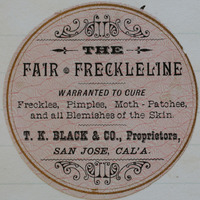 THE
FAIR FRECKLELINE
WARRANTED TO CURE
Freckles, Pimples, Moth-Patches,
and all Blemishes of the Skin.
T. K. BLACK & CO., Proprietors,
SAN JOSE, CAL'A.